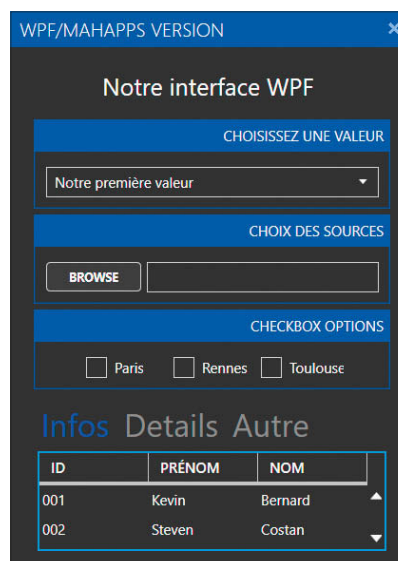 WPF/MAHAPPS VERSION
Notre interface WPF
CHOISISSEZ UNE VALEUR
Notre première valeur
CHOIX DES SOURCES
BROWSE
CHECKBOX OPTIONS
Paris Rennes Toulouse
Infos Details Autre
ID PRÉNOM NOM
001 Kevin Bernard
002 Steven Costan